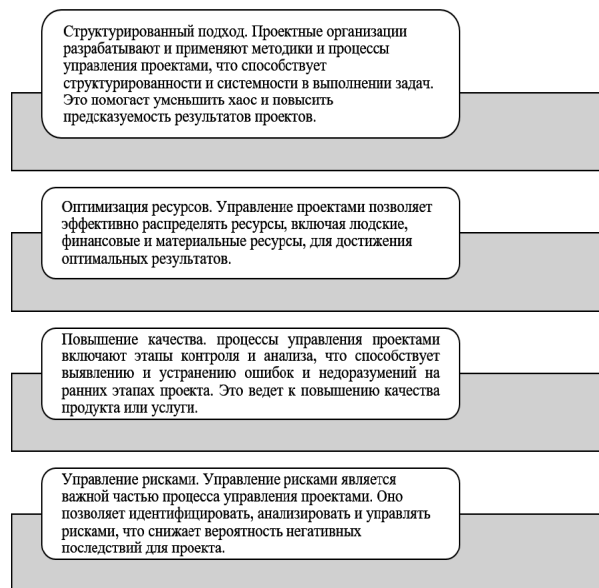 Структурированный подход. Проектные организации
разрабатывают и применяют методики и процессы
управления проектами, что способствует
структурированности и системности в выполнении задач.
Это помогает уменьшить хаос и повысить
предсказуемость результатов проектов.
Оптимизация ресурсов. Управление проектами позволяет
эффективно распределять ресурсы, включая людские,
финансовые и материальные ресурсы, для достижения
оптимальных результатов.
Повышение качества. процессы управления проектами
включают этапы контроля и анализа, что способствует
выявлению и устранению ошибок и недоразумений на
ранних этапах проекта. Это ведет к повышению качества
продукта или услуги.
Управление рисками. Управление рисками является
важной частью процесса управления проектами. Оно
позволяет идентифицировать, анализировать и управлять
рисками, что снижает вероятность негативных
последствий для проекта.